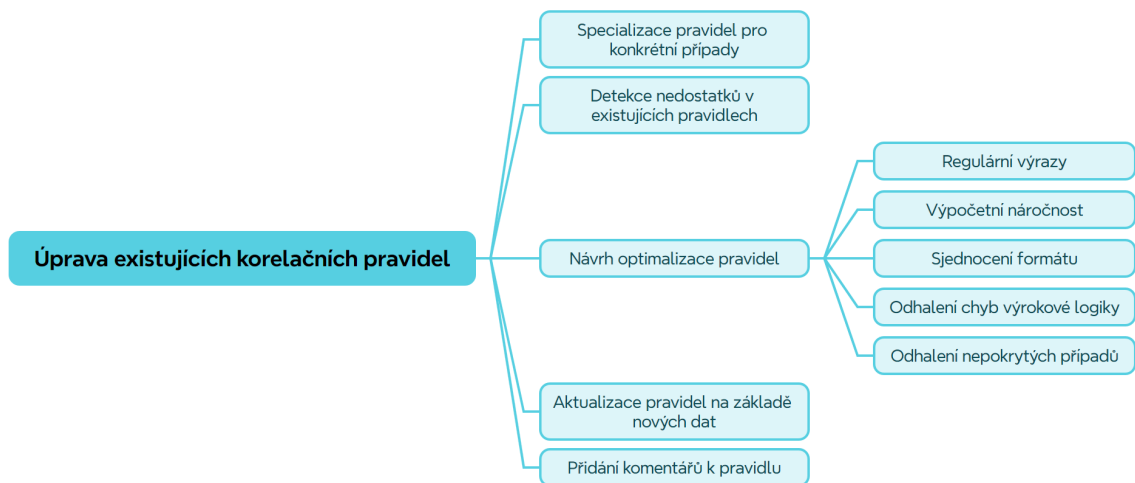 Specializace pravidel pro
konkrétní případy
Detekce nedostatků v
existujících pravidlech
Úprava existujících korelačních pravidel
Návrh optimalizace pravidel
Regulární výrazy
Výpočetní náročnost
Sjednocení formátu
Odhalení chyb výrokové logiky
Odhalení nepokrytých případů
Aktualizace pravidel na základě
nových dat
Přidání komentářů k pravidlu